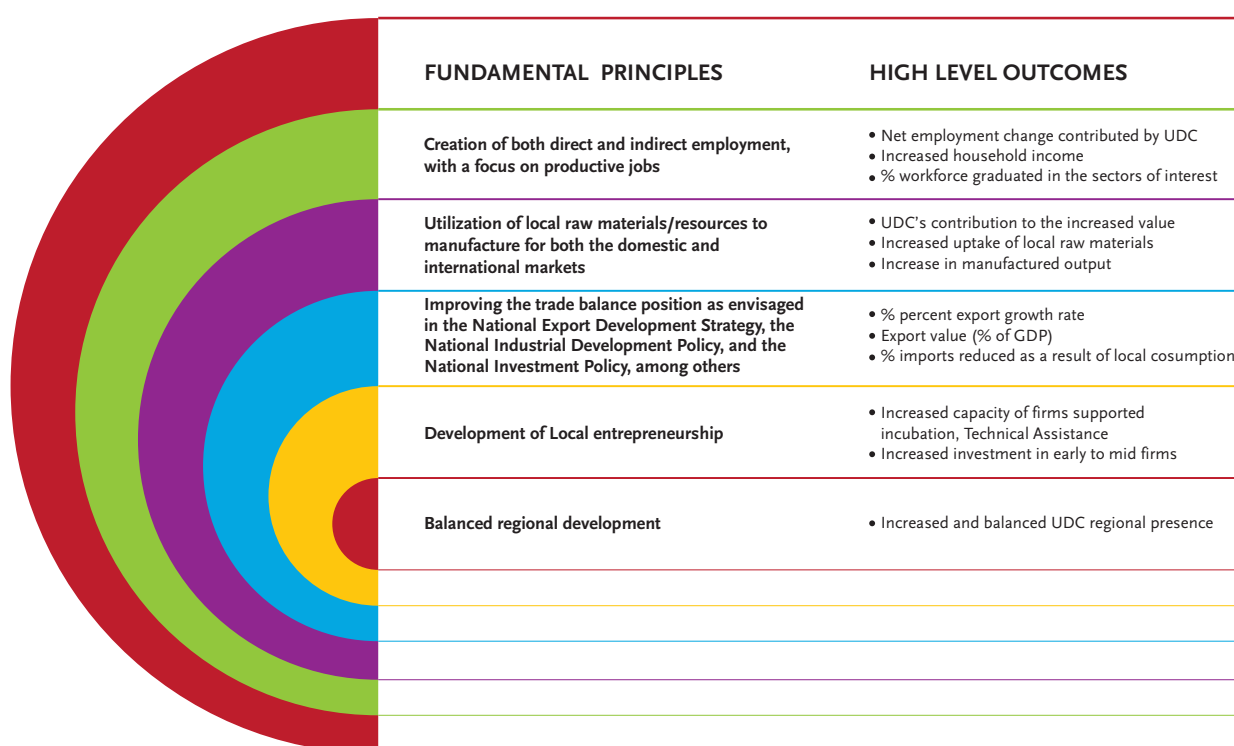 FUNDAMENTAL PRINCIPLES
HIGH LEVEL OUTCOMES
Creation of both direct and indirect employment,
with a focus on productive jobs
• Net employment change contributed by UDC
• Increased household income
• % workforce graduated in the sectors of interest
Utilization of local raw materials/resources to
manufacture for both the domestic and
international markets
• UDC's contribution to the increased value
• Increased uptake of local raw materials
• Increase in manufactured output
Improving the trade balance position as envisaged
in the National Export Development Strategy, the
National Industrial Development Policy, and the
National Investment Policy, among others
• % percent export growth rate
• Export value (% of GDP)
• % imports reduced as a result of local cosumption
Development of Local entrepreneurship
• Increased capacity of firms supported
incubation, Technical Assistance
• Increased investment in early to mid firms
Balanced regional development
• Increased and balanced UDC regional presence